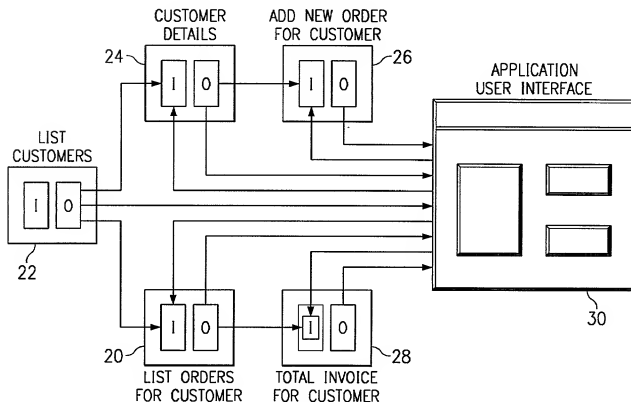 CUSTOMER
DETAILS
24
I O
ADD NEW ORDER
FOR CUSTOMER
26
I O
APPLICATION
USER INTERFACE
30
LIST
CUSTOMERS
I O
22
I O
20
LIST ORDERS
FOR CUSTOMER
I O
28
TOTAL INVOICE
FOR CUSTOMER